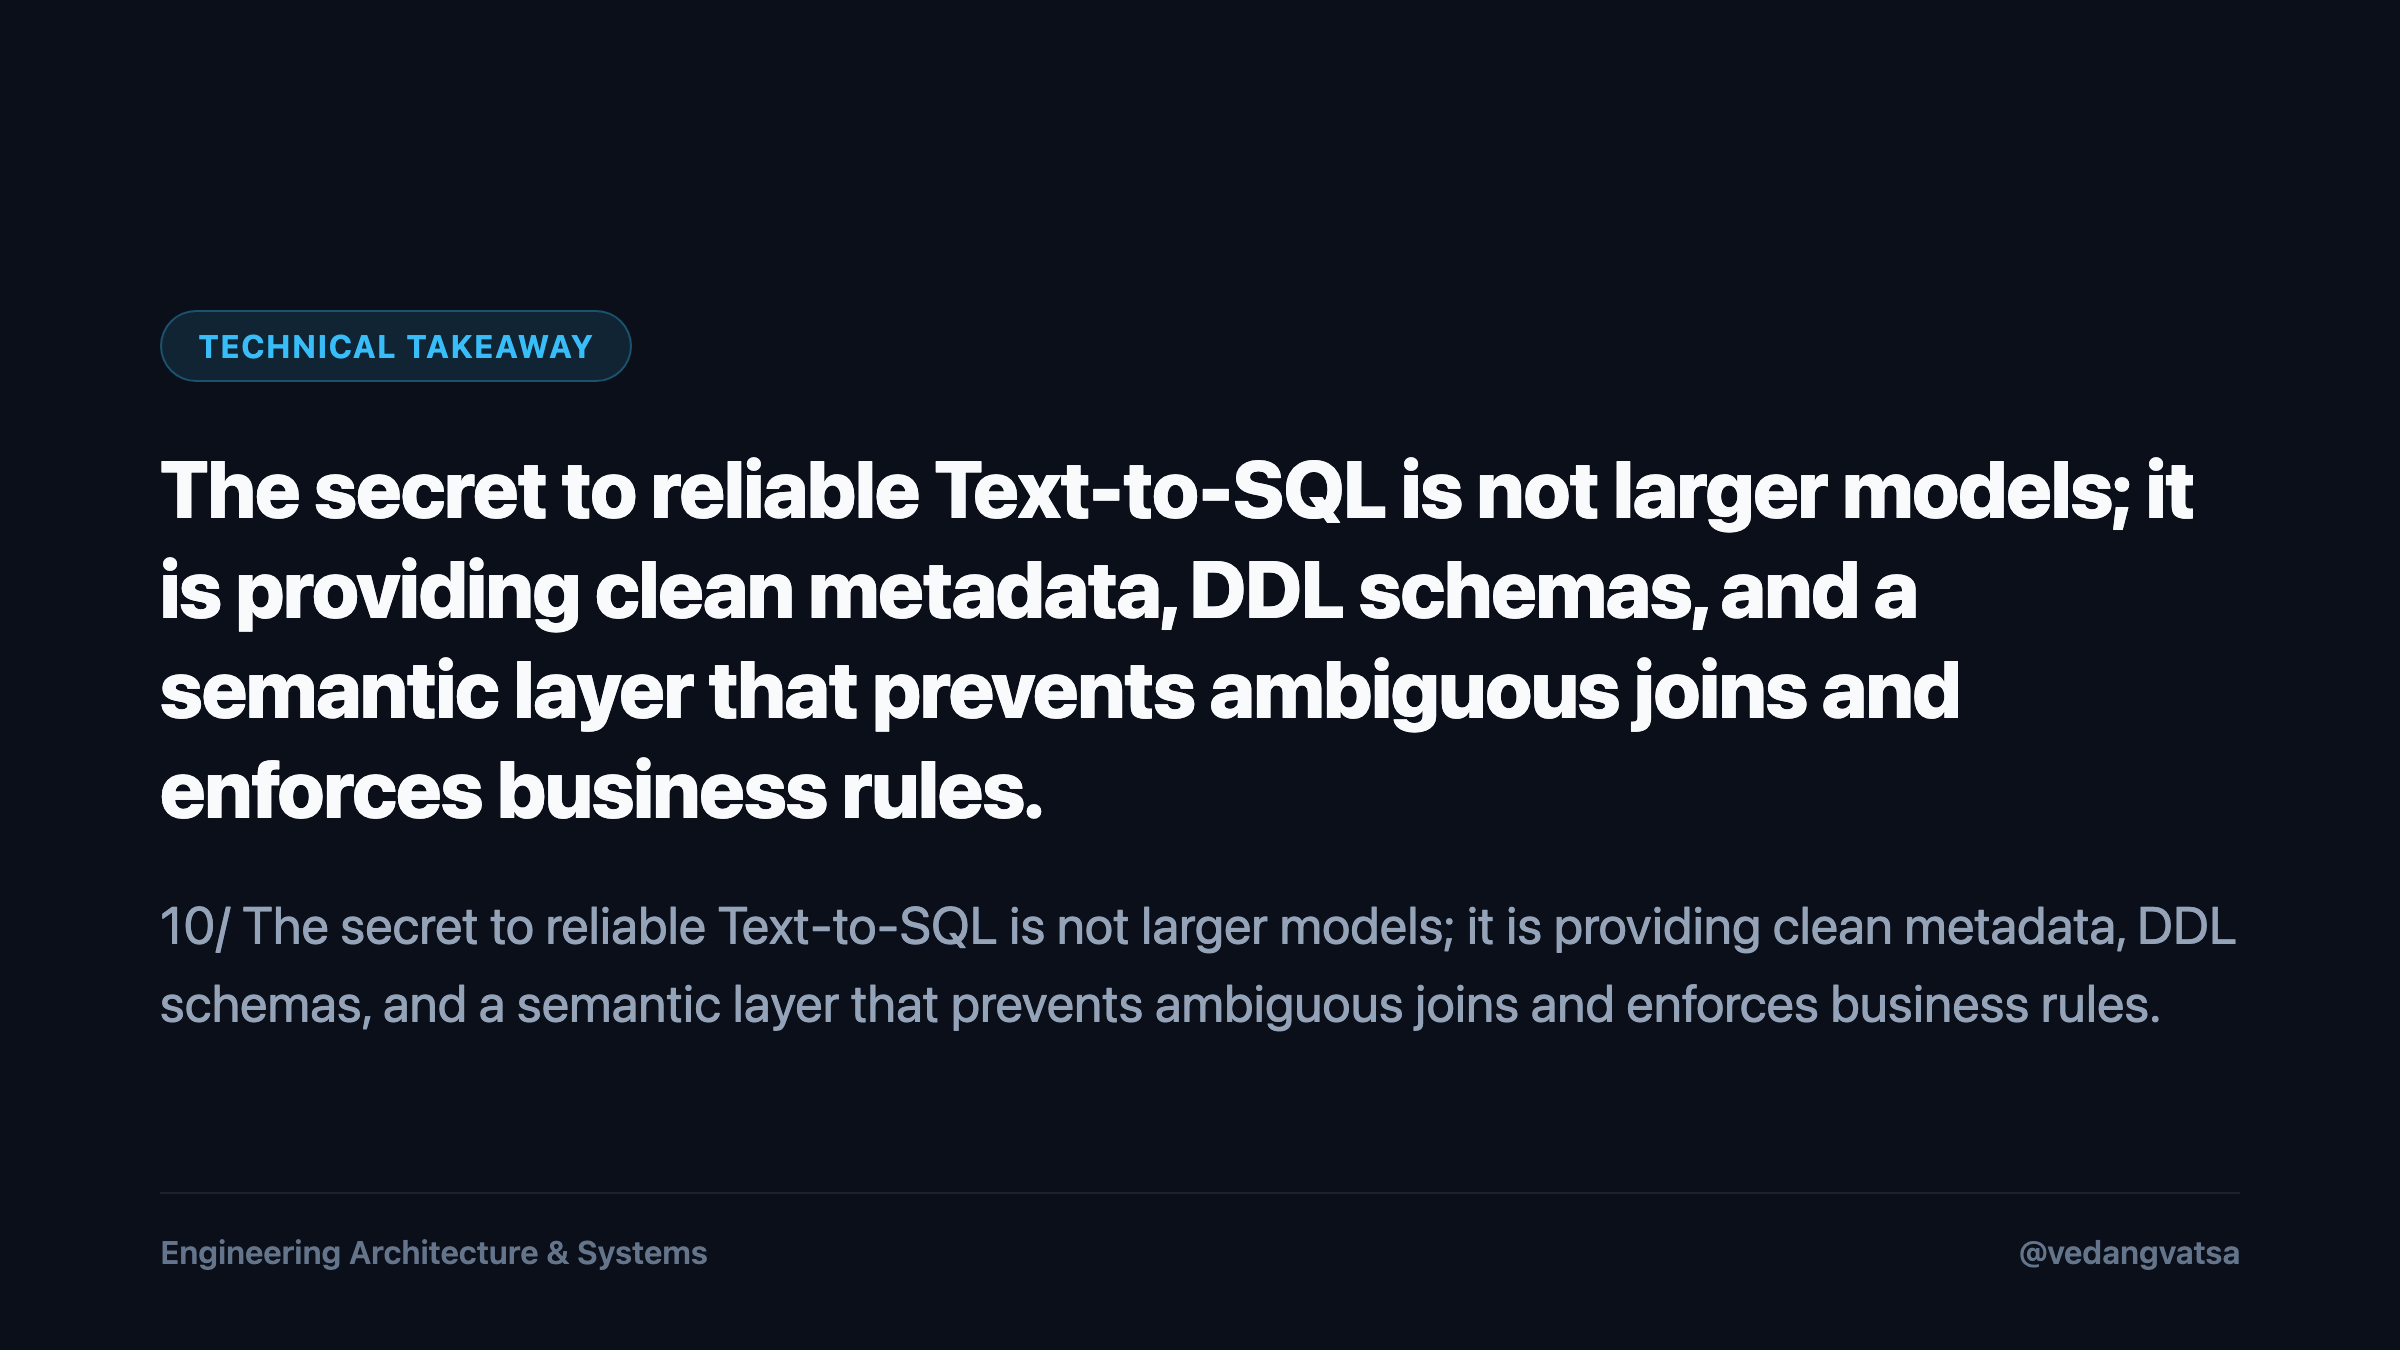 TECHNICAL TAKEAWAY
The secret to reliable Text-to-SQL is not larger models; it
is providing clean metadata, DDL schemas, and a
semantic layer that prevents ambiguous joins and
enforces business rules.
10/ The secret to reliable Text-to-SQL is not larger models; it is providing clean metadata, DDL
schemas, and a semantic layer that prevents ambiguous joins and enforces business rules.
Engineering Architecture & Systems
@vedangvatsa